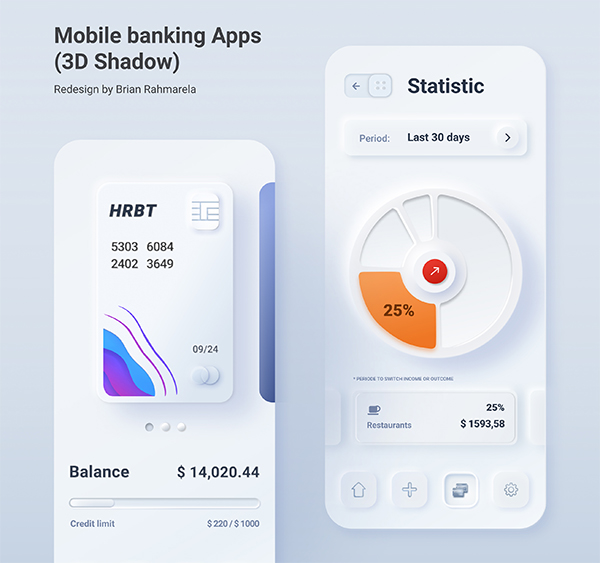 Mobile banking Apps
(3D Shadow)
Redesign by Brian Rahmarela
HRBT
5303 6084
2402 3649
09/24
Balance
$ 14,020.44
Credit limit
$ 220 / $ 1000
Statistic
Period:
Last 30 days
25%
* PERIODE TO SWITCH INCOME OR OUTCOME
25%
Restaurants
$ 1593,58